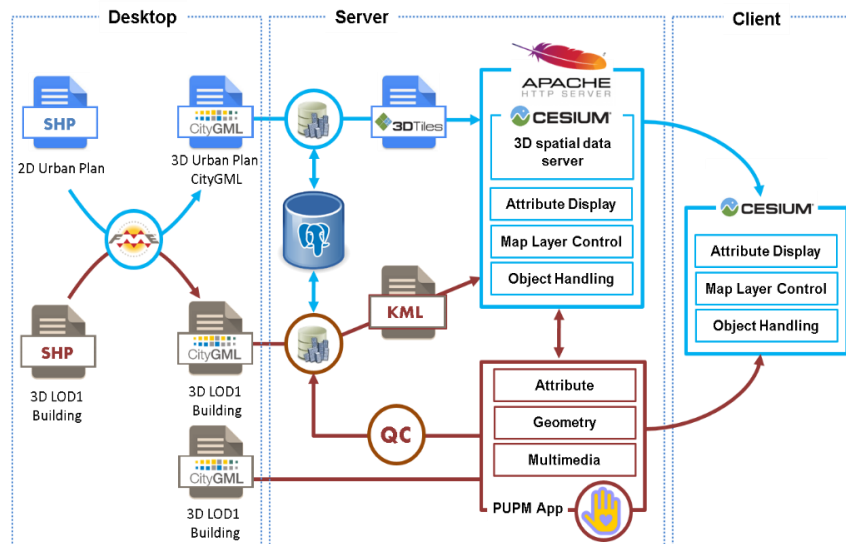 Desktop
Server
Client
SHP
2D Urban Plan
CityGML
3D Urban Plan
CityGML
3DTiles
APACHE
HTTP SERVER
CESIUM
3D spatial data
server
Attribute Display
Map Layer Control
Object Handling
CESIUM
Attribute Display
Map Layer Control
Object Handling
FME
SHP
3D LOD1
Building
CityGML
3D LOD1
Building
KML
QC
Attribute
Geometry
Multimedia
PUPM App
CityGML
3D LOD1
Building